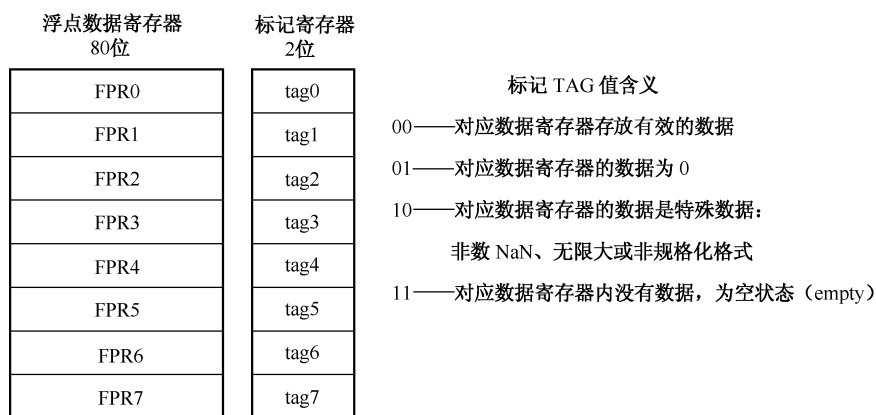 浮点数据寄存器
80位
标记寄存器
2位
FPR0 tag0
FPR1 tag1
FPR2 tag2
FPR3 tag3
FPR4 tag4
FPR5 tag5
FPR6 tag6
FPR7 tag7
标记 TAG 值含义
00——对应数据寄存器存放有效的数据
01——对应数据寄存器的数据为 0
10——对应数据寄存器的数据是特殊数据：
非数 NaN、无限大或非规格化格式
11——对应数据寄存器内没有数据，为空状态（empty）